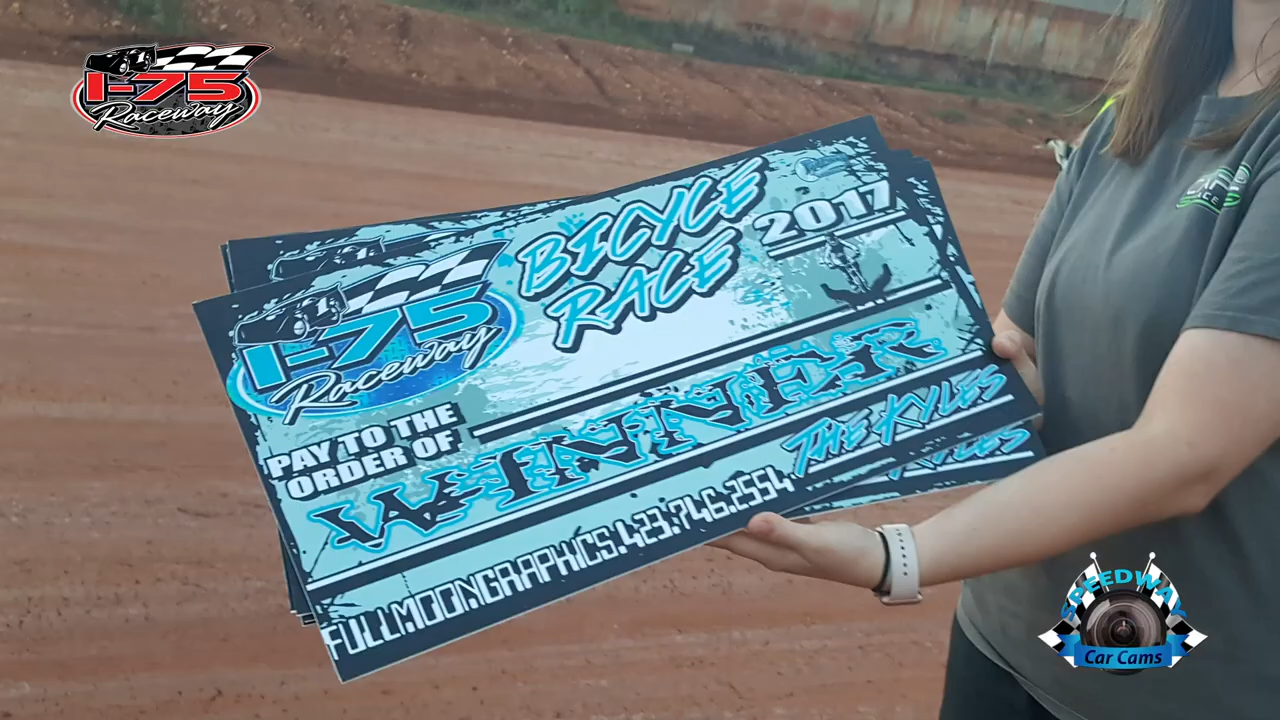 I-75
Raceway
BICYCLE
RACE
2017
I-75
Raceway
PAY TO THE
ORDER OF
WINNER
THE KYLES
FULLMOONGRAPHICS.423.746.2554
KYLES
SPEEDWAY
Car Cams